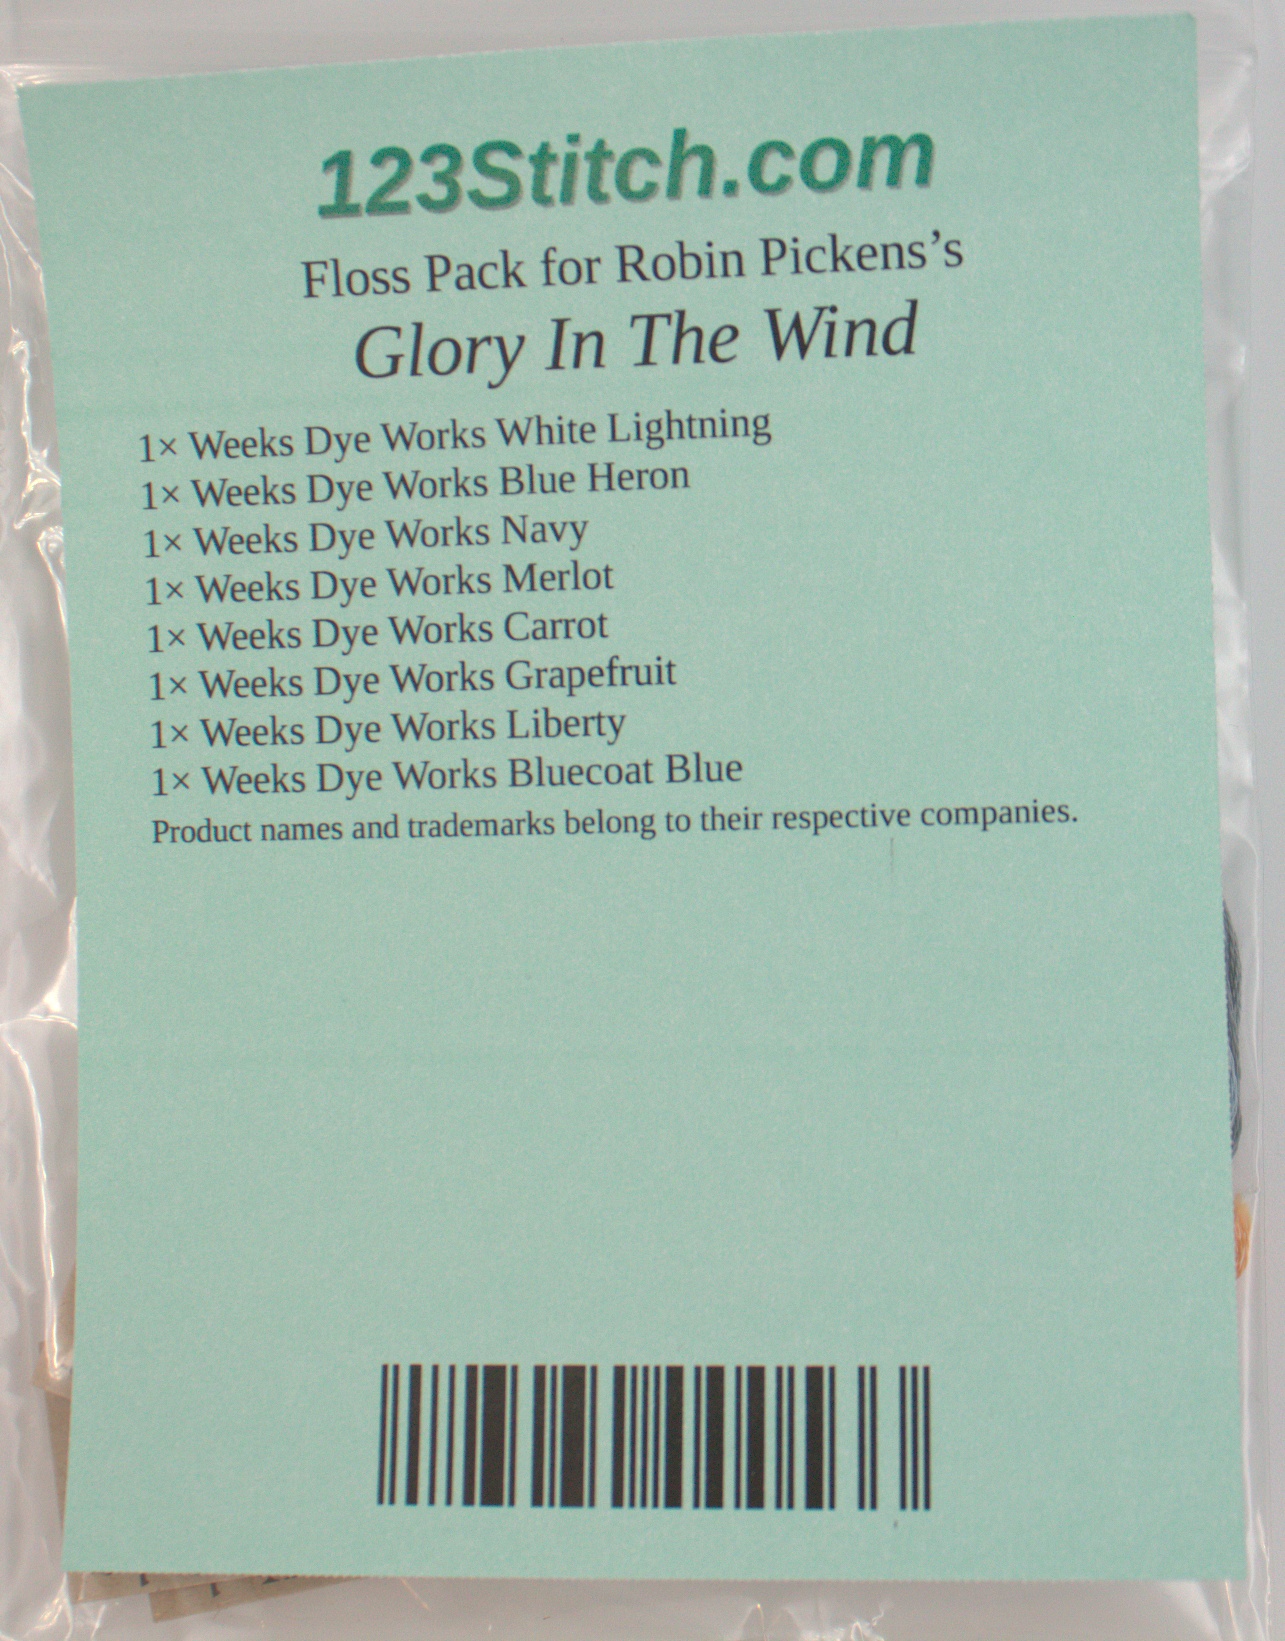 123Stitch.com
Floss Pack for Robin Pickens’s
Glory In The Wind
1× Weeks Dye Works White Lightning
1× Weeks Dye Works Blue Heron
1× Weeks Dye Works Navy
1× Weeks Dye Works Merlot
1× Weeks Dye Works Carrot
1× Weeks Dye Works Grapefruit
1× Weeks Dye Works Liberty
1× Weeks Dye Works Bluecoat Blue
Product names and trademarks belong to their respective companies.